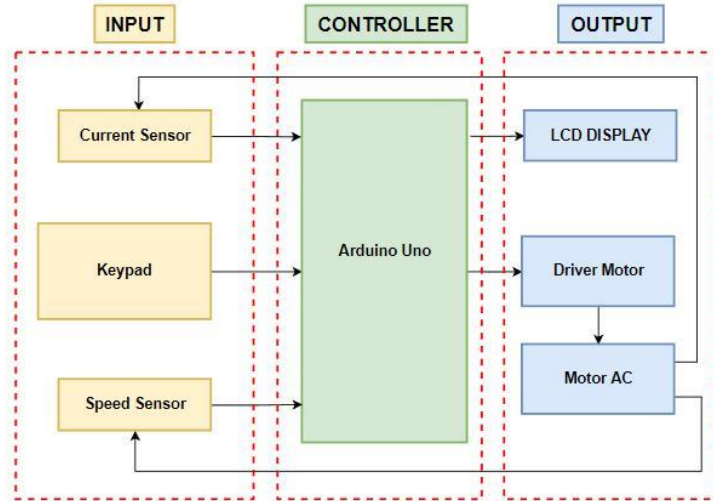 INPUT
CONTROLLER
OUTPUT
Current Sensor
LCD DISPLAY
Keypad
Arduino Uno
Driver Motor
Speed Sensor
Motor AC